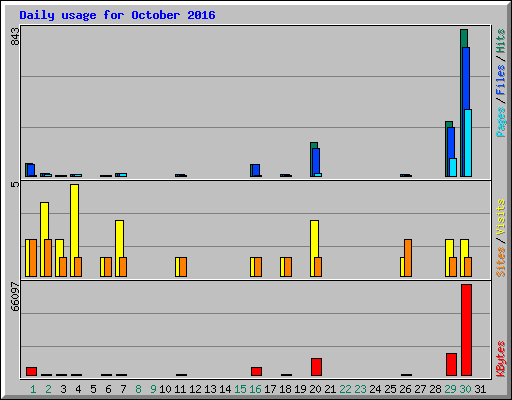 Daily usage for October 2016
843
Pages / Files / Hits
5
Sites / Visits
66097
KBytes
1 2 3 4 5 6 7 8 9 10 11 12 13 14 15 16 17 18 19 20 21 22 23 24 25 26 27 28 29 30 31